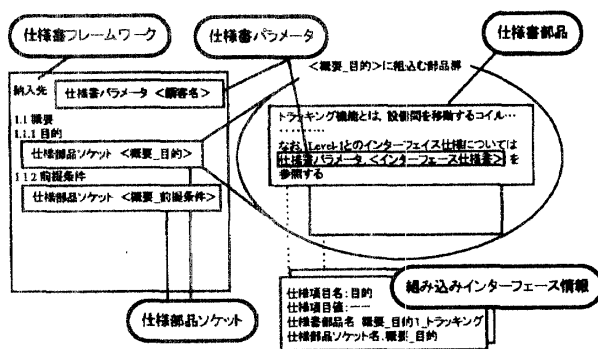 仕様書フレームワーク
仕様書パラメータ
仕様書部品
納入先
仕様書パラメータ <顧客名>
1.1 概要
1.1.1 目的
仕様部品ソケット <概要_目的>
1.1.2 前提条件
仕様部品ソケット <概要_前提条件>
<概要_目的>に組込む部品群
トラッキング機能とは、設備間を移動するコイル…
…………
なお、Level1とのインターフェイス仕様については
仕様書パラメータ <インターフェース仕様書> を
参照する
仕様部品ソケット
組み込みインターフェース情報
仕様項目名:目的
仕様項目値:――
仕様書部品名 概要_目的1_トラッキング
仕様部品ソケット名.概要_目的